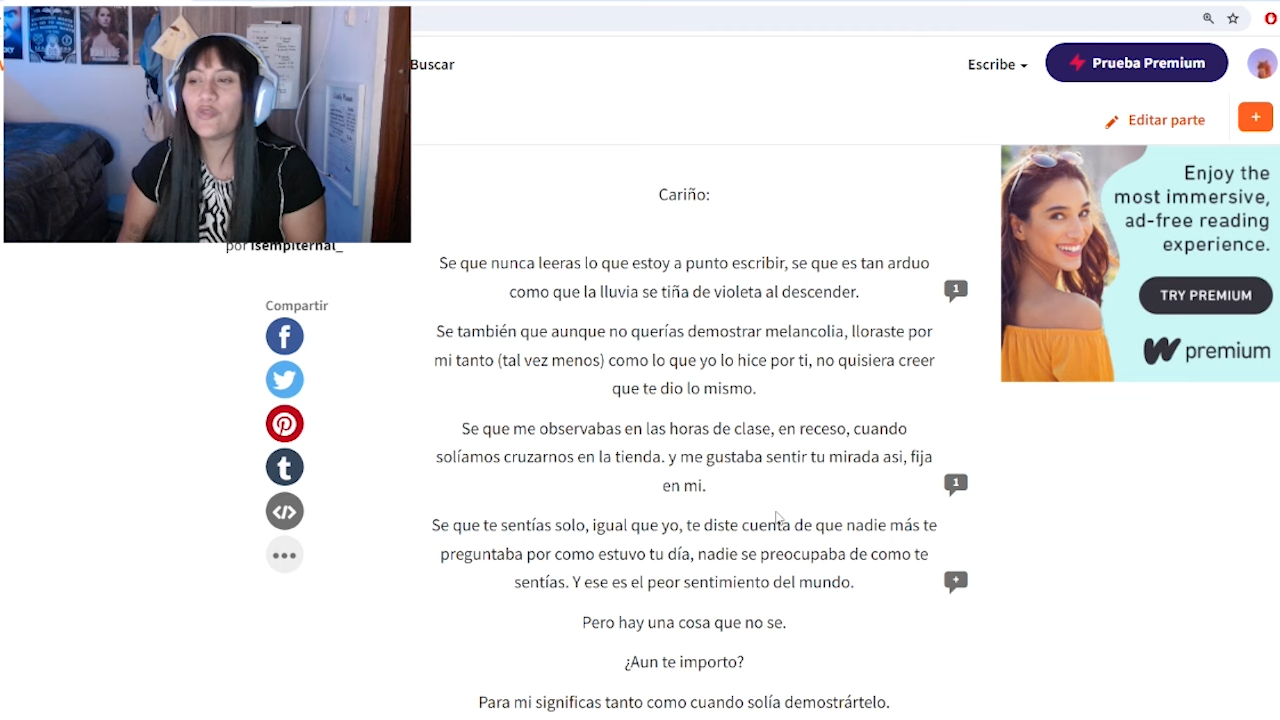 Buscar
Escribe
Prueba Premium
Editar parte
+
Enjoy the
most immersive,
ad-free reading
experience.
TRY PREMIUM
premium
por Isempiternal_
Compartir
Cariño:
Se que nunca leeras lo que estoy a punto escribir, se que es tan arduo
como que la lluvia se tiña de violeta al descender.
1
Se también que aunque no querías demostrar melancolia, lloraste por
mi tanto (tal vez menos) como lo que yo lo hice por ti, no quisiera creer
que te dio lo mismo.
Se que me observabas en las horas de clase, en receso, cuando
solíamos cruzarnos en la tienda. y me gustaba sentir tu mirada asi, fija
en mi.
1
Se que te sentías solo, igual que yo, te diste cuenta de que nadie más te
preguntaba por como estuvo tu día, nadie se preocupaba de como te
sentías. Y ese es el peor sentimiento del mundo.
+
Pero hay una cosa que no se.
¿Aun te importo?
Para mi significas tanto como cuando solía demostrártelo.